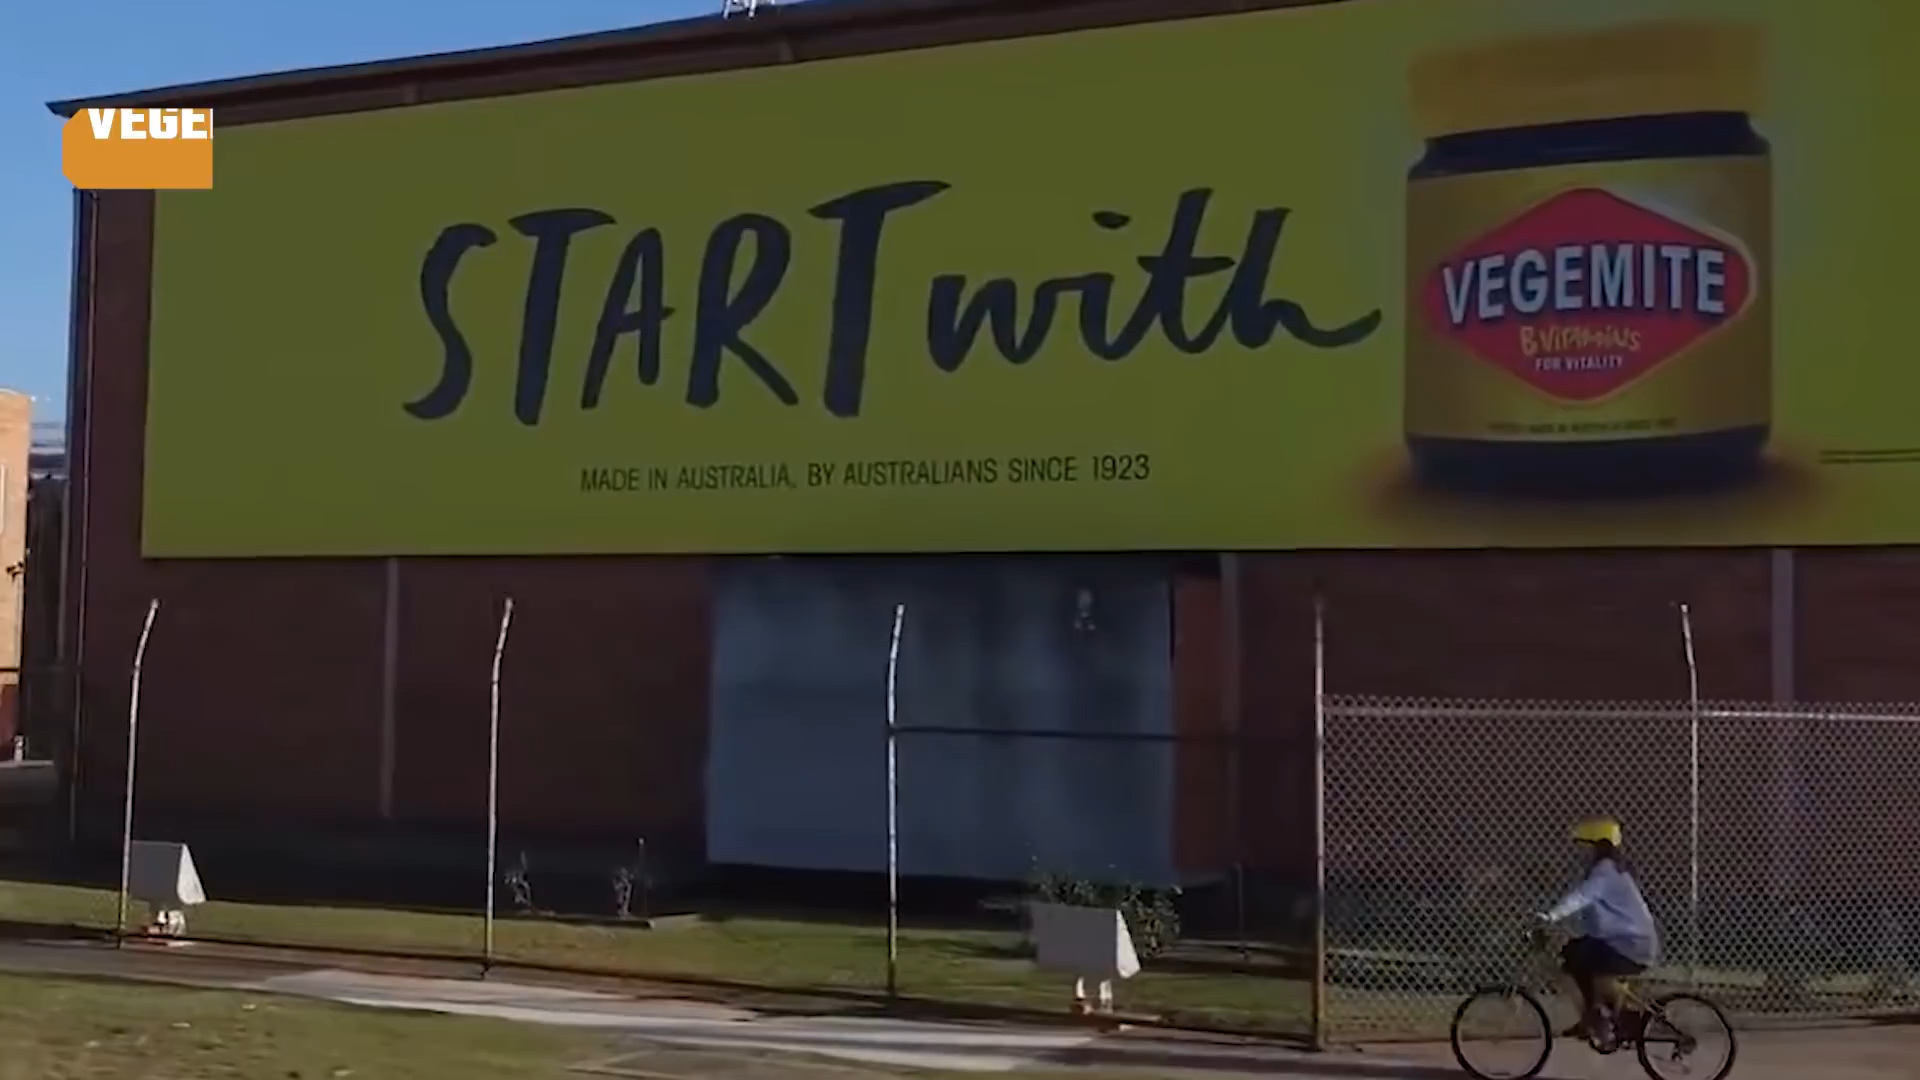 VEGE
START with
VEGEMITE
B VITAMINS
FOR VITALITY
MADE IN AUSTRALIA, BY AUSTRALIANS SINCE 1923